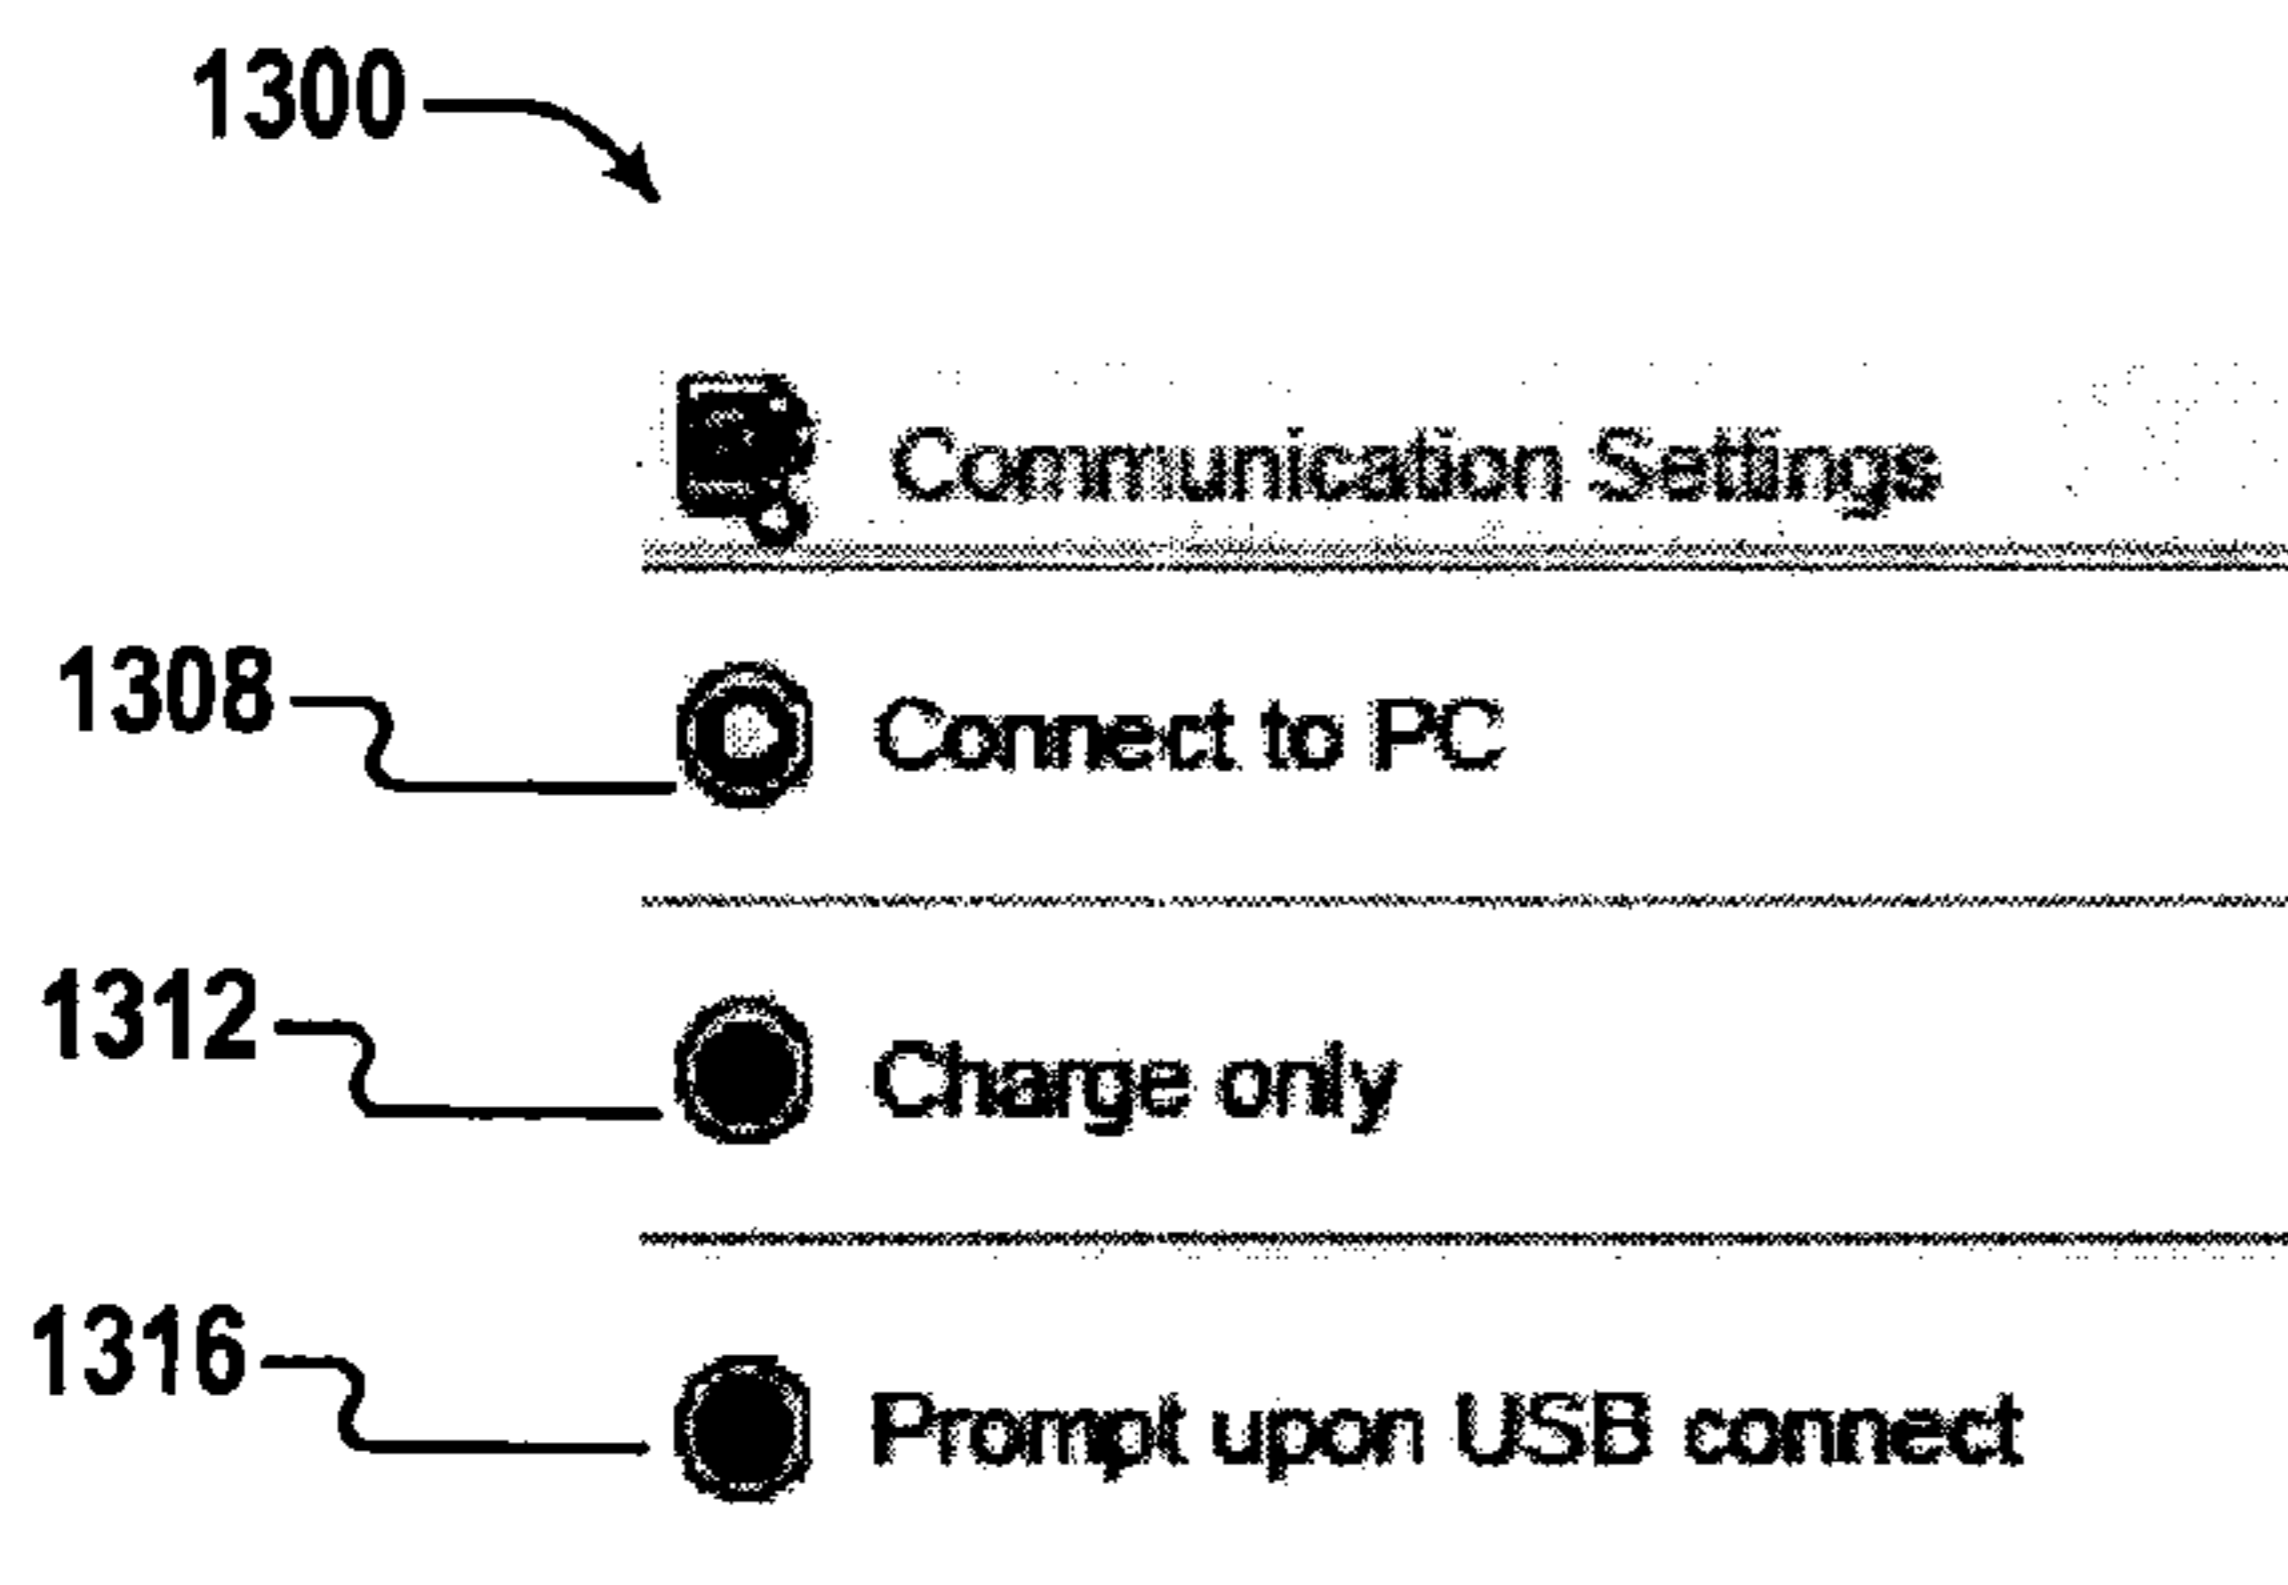 1300
Communication Settings
1308 Connect to PC
1312 Charge only
1316 Prompt upon USB connect